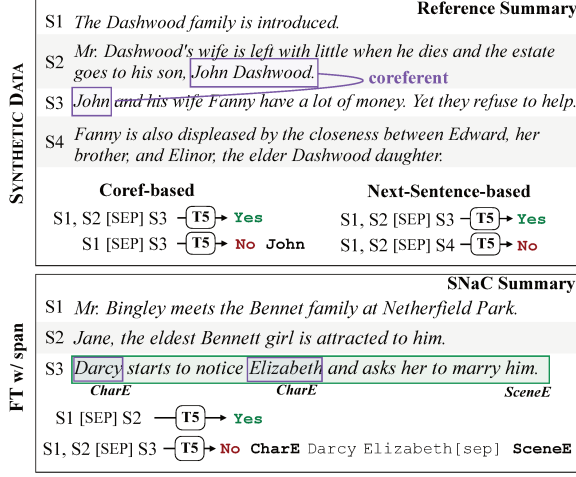 Reference Summary
S1 The Dashwood family is introduced.
S2 Mr. Dashwood's wife is left with little when he dies and the estate
goes to his son, John Dashwood.
coreferent
S3 John and his wife Fanny have a lot of money. Yet they refuse to help.
S4 Fanny is also displeased by the closeness between Edward, her
brother, and Elinor, the elder Dashwood daughter.
SYNTHETIC DATA
Coref-based
S1, S2 [SEP] S3 T5 Yes
S1 [SEP] S3 T5 No John
Next-Sentence-based
S1, S2 [SEP] S3 T5 Yes
S1, S2 [SEP] S4 T5 No
SNaC Summary
S1 Mr. Bingley meets the Bennet family at Netherfield Park.
S2 Jane, the eldest Bennett girl is attracted to him.
S3 Darcy starts to notice Elizabeth and asks her to marry him.
CharE CharE SceneE
FT w/ span
S1 [SEP] S2 T5 Yes
S1, S2 [SEP] S3 T5 No CharE Darcy Elizabeth[sep] SceneE